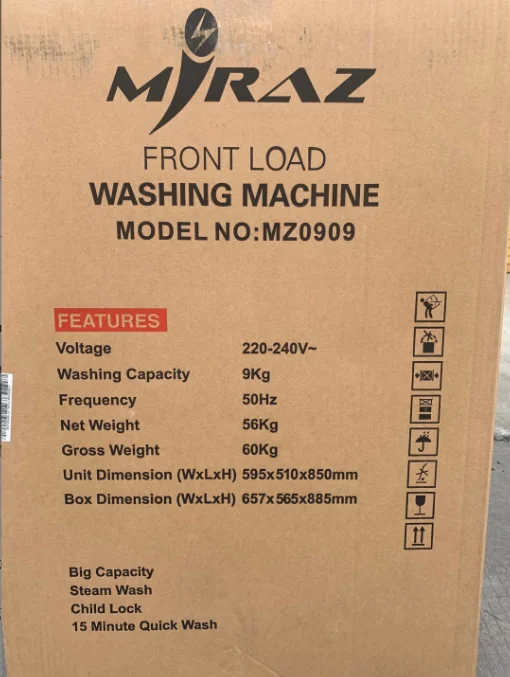 MIRAZ
FRONT LOAD
WASHING MACHINE
MODEL NO:MZ0909
FEATURES
Voltage 220-240V~
Washing Capacity 9Kg
Frequency 50Hz
Net Weight 56Kg
Gross Weight 60Kg
Unit Dimension (WxLxH) 595x510x850mm
Box Dimension (WxLxH) 657x565x885mm
Big Capacity
Steam Wash
Child Lock
15 Minute Quick Wash